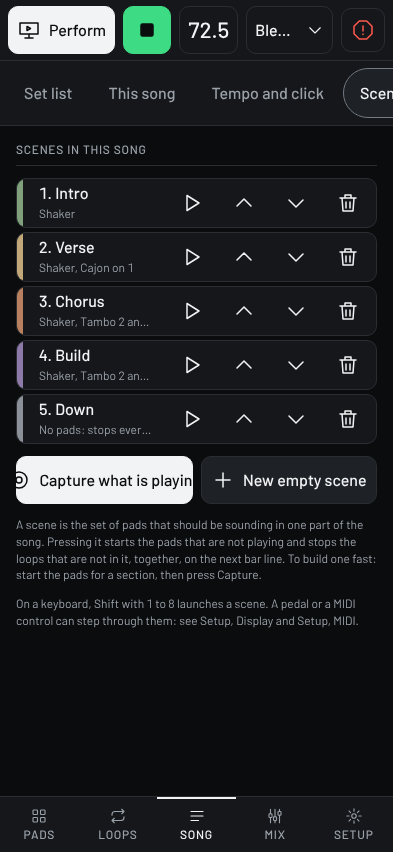 Perform
72.5
Ble...
Set list
This song
Tempo and click
Scen
SCENES IN THIS SONG
1. Intro
Shaker
2. Verse
Shaker, Cajon on 1
3. Chorus
Shaker, Tambo 2 an...
4. Build
Shaker, Tambo 2 an...
5. Down
No pads: stops ever...
Capture what is playin
New empty scene
A scene is the set of pads that should be sounding in one part of the
song. Pressing it starts the pads that are not playing and stops the
loops that are not in it, together, on the next bar line. To build one fast:
start the pads for a section, then press Capture.
On a keyboard, Shift with 1 to 8 launches a scene. A pedal or a MIDI
control can step through them: see Setup, Display and Setup, MIDI.
PADS
LOOPS
SONG
MIX
SETUP